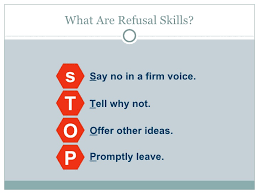 What Are Refusal Skills?
S Say no in a firm voice.
T Tell why not.
O Offer other ideas.
P Promptly leave.